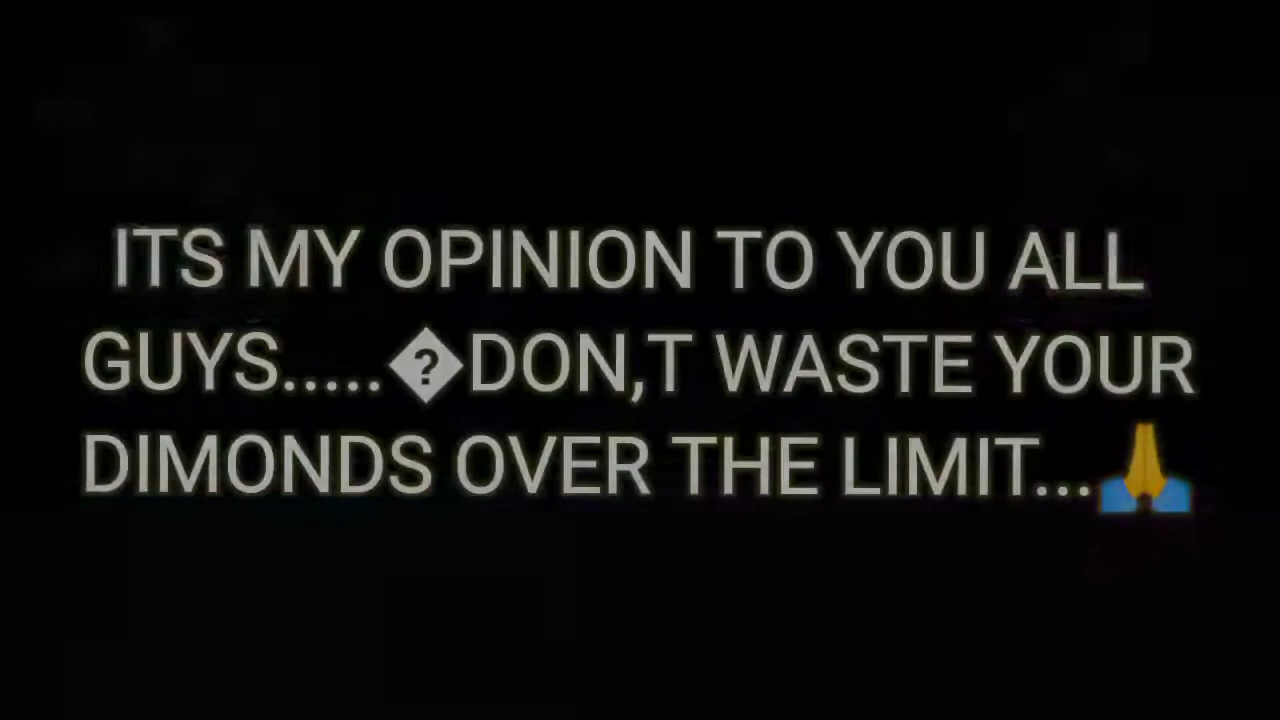 ITS MY OPINION TO YOU ALL
GUYS.....�DON,T WASTE YOUR
DIMONDS OVER THE LIMIT...🙏